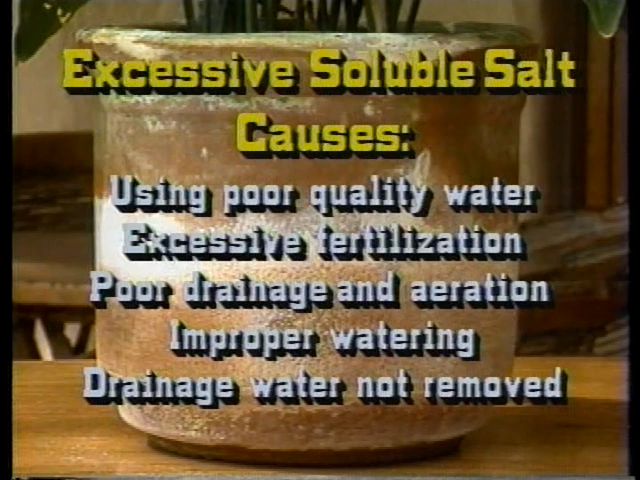 Excessive Soluble Salt
Causes:
Using poor quality water
Excessive fertilization
Poor drainage and aeration
Improper watering
Drainage water not removed